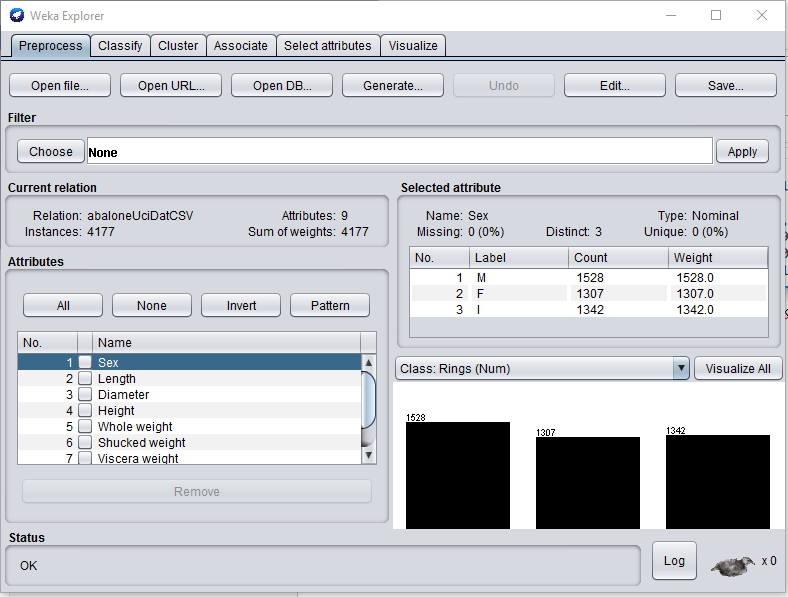 Weka Explorer
Preprocess Classify Cluster Associate Select attributes Visualize
Open file... Open URL... Open DB... Generate... Undo Edit... Save...
Filter
Choose None Apply
Current relation
Relation: abaloneUciDatCSV Attributes: 9
Instances: 4177 Sum of weights: 4177
Attributes
All None Invert Pattern
No. Name
1 Sex
2 Length
3 Diameter
4 Height
5 Whole weight
6 Shucked weight
7 Viscera weight
Remove
Selected attribute
Name: Sex Type: Nominal
Missing: 0 (0%) Distinct: 3 Unique: 0 (0%)
No. Label Count Weight
1 M 1528 1528.0
2 F 1307 1307.0
3 I 1342 1342.0
Class: Rings (Num) Visualize All
1528
1307
1342
Status
OK
Log x 0